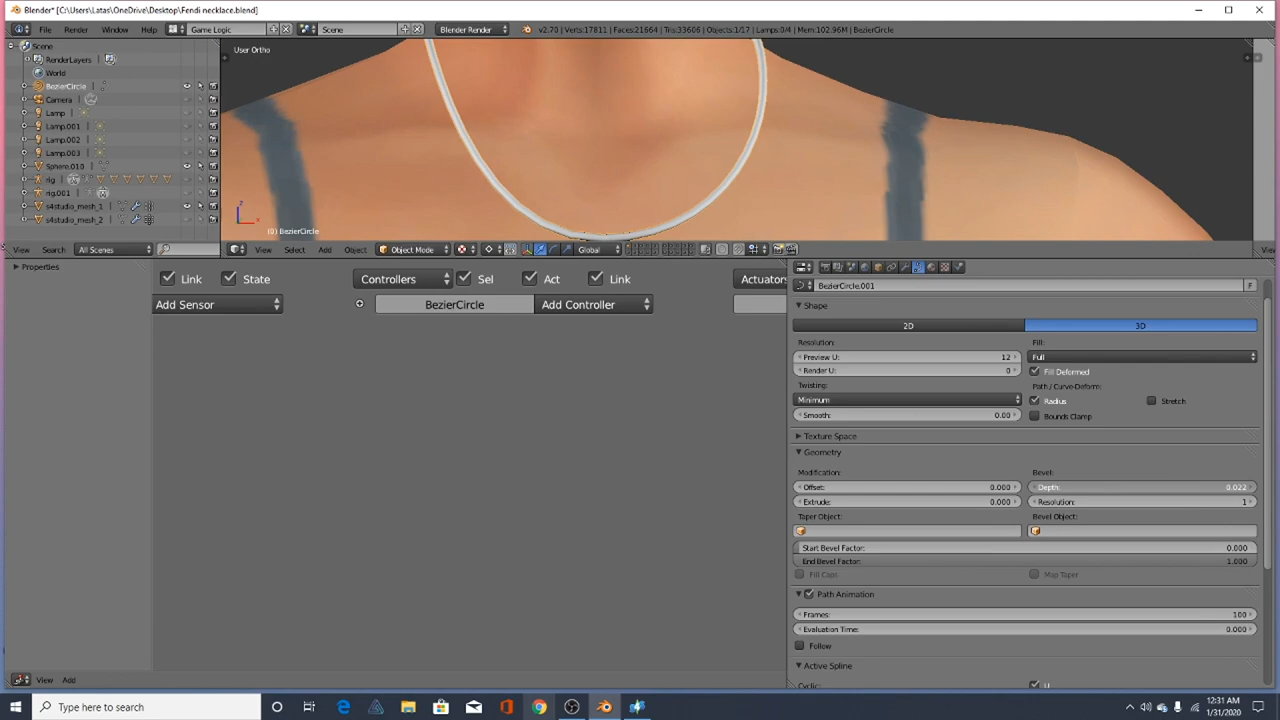 Blender* [C:\Users\Latas\OneDrive\Desktop\Fendi necklace.blend]
File Render Window Help Game Logic Scene Blender Render v2.70 | Verts:17811 | Faces:21664 | Tris:33606 | Objects:1/17 | Lamps:0/4 | Mem:102.96M | BezierCircle
Scene
RenderLayers
World
BezierCircle
Camera
Lamp
Lamp.001
Lamp.002
Lamp.003
Sphere.010
rig
rig.001
s4studio_mesh_1
s4studio_mesh_2
User Ortho
z
x
(0) BezierCircle
View Search All Scenes
View Select Add Object Object Mode Global
Properties
Link State Controllers Sel Act Link Actuators
Add Sensor BezierCircle Add Controller
BezierCircle.001 F
Shape
2D 3D
Resolution: Fill:
Preview U: 12 Full
Render U: 0 Fill Deformed
Twisting: Path / Curve-Deform:
Minimum Radius Stretch
Smooth: 0.00 Bounds Clamp
Texture Space
Geometry
Modification: Bevel:
Offset: 0.000 Depth: 0.022
Extrude: 0.000 Resolution: 1
Taper Object: Bevel Object:
Start Bevel Factor: 0.000
End Bevel Factor: 1.000
Fill Caps Map Taper
Path Animation
Frames: 100
Evaluation Time: 0.000
Follow
Active Spline
Cyclic: U
View Add
Type here to search
12:31 AM
1/31/2020